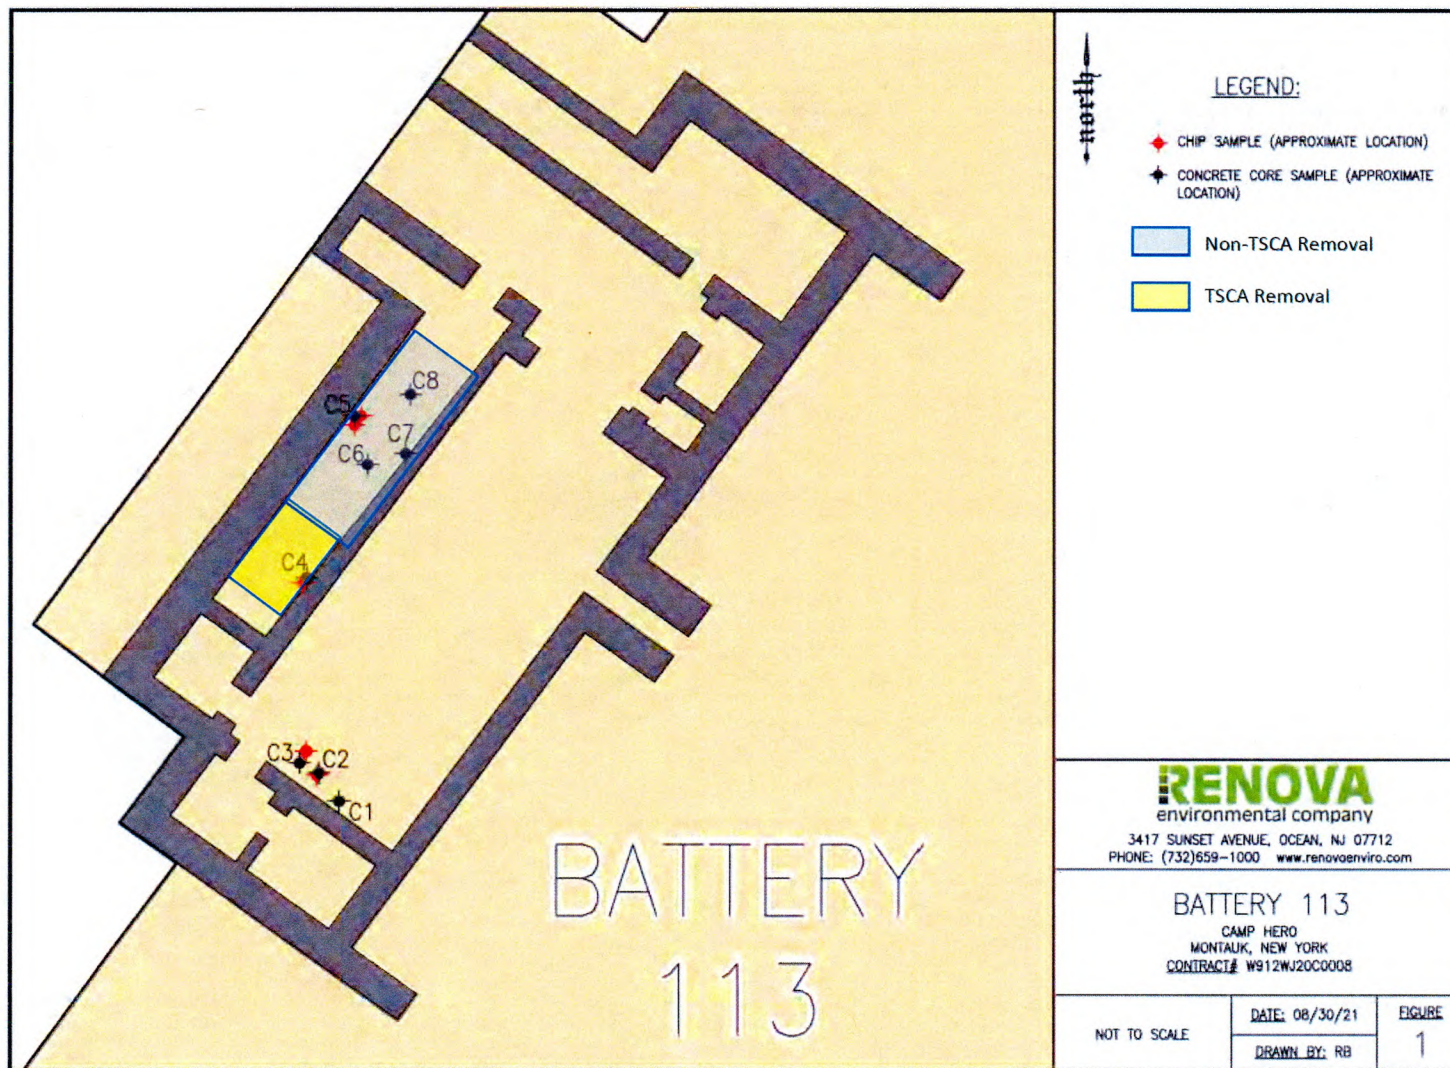 north
LEGEND:
CHIP SAMPLE (APPROXIMATE LOCATION)
CONCRETE CORE SAMPLE (APPROXIMATE
LOCATION)
Non-TSCA Removal
TSCA Removal
C8
C5
C7
C6
C4
C3
C2
C1
BATTERY
113
RENOVA
environmental company
3417 SUNSET AVENUE, OCEAN, NJ 07712
PHONE: (732)659-1000 www.renovaenviro.com
BATTERY 113
CAMP HERO
MONTAUK, NEW YORK
CONTRACT# W912WJ20C0008
NOT TO SCALE
DATE: 08/30/21
DRAWN BY: RB
FIGURE
1